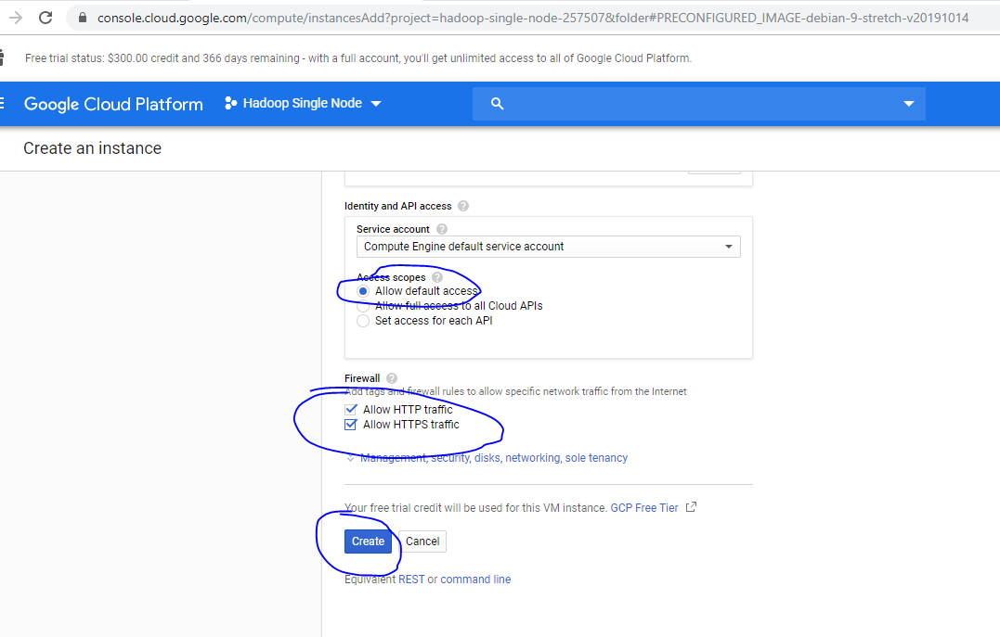 console.cloud.google.com/compute/instancesAdd?project=hadoop-single-node-257507&folder#PRECONFIGURED_IMAGE-debian-9-stretch-v20191014
Free trial status: $300.00 credit and 366 days remaining - with a full account, you'll get unlimited access to all of Google Cloud Platform.
Google Cloud Platform Hadoop Single Node
Create an instance
Identity and API access ?
Service account ?
Compute Engine default service account
Access scopes ?
Allow default access
Allow full access to all Cloud APIs
Set access for each API
Firewall ?
Add tags and firewall rules to allow specific network traffic from the Internet
Allow HTTP traffic
Allow HTTPS traffic
Management, security, disks, networking, sole tenancy
Your free trial credit will be used for this VM instance. GCP Free Tier
Create Cancel
Equivalent REST or command line